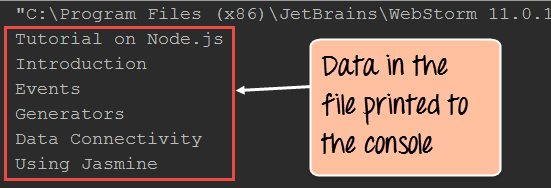 "C:\Program Files (x86)\JetBrains\WebStorm 11.0.1
Tutorial on Node.js
Introduction
Events
Generators
Data Connectivity
Using Jasmine
Data in the
file printed to
the console